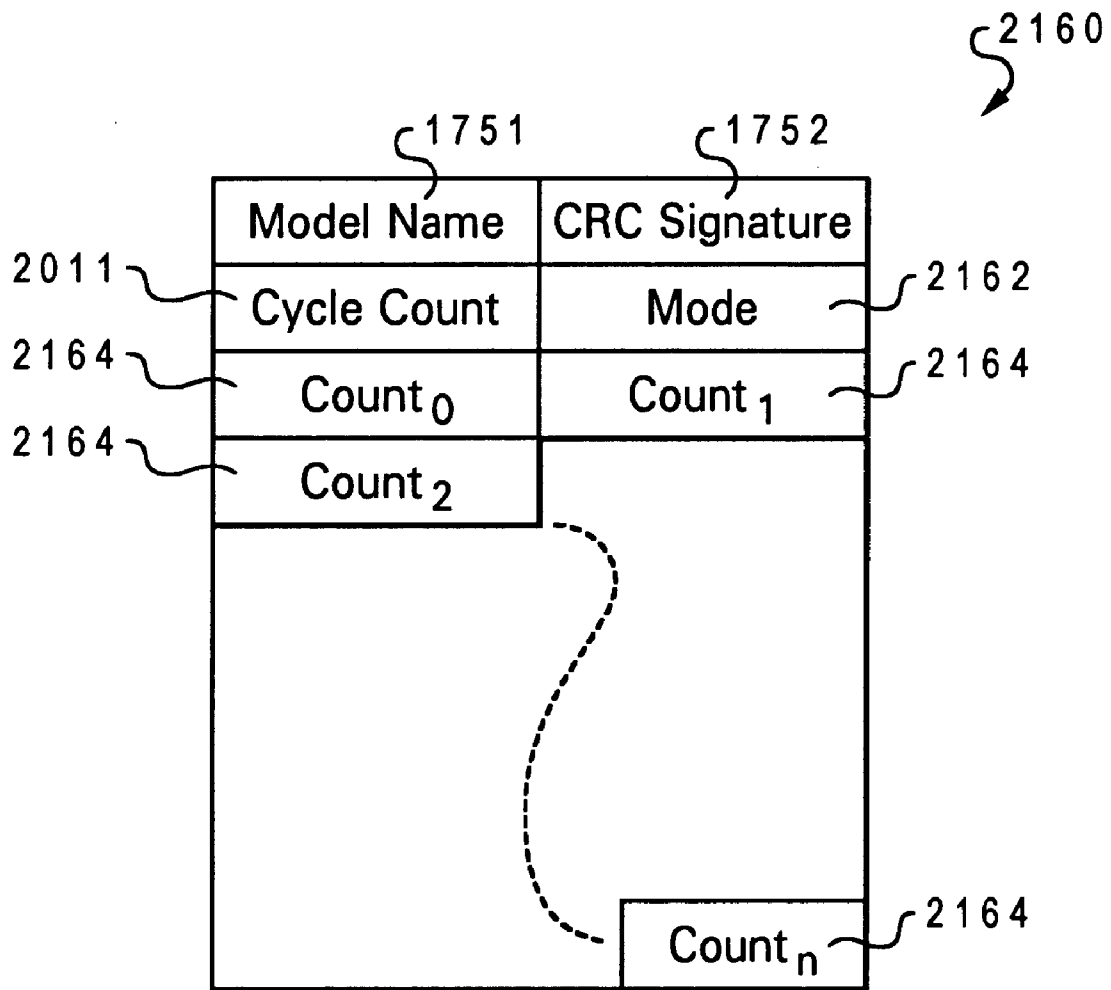 2160
1751 1752
Model Name CRC Signature
2011 Cycle Count Mode 2162
2164 Count₀ Count₁ 2164
2164 Count₂
Countₙ 2164